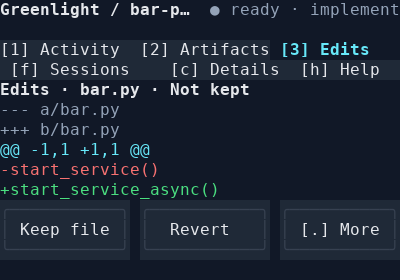 Greenlight / bar-p… ● ready · implement
[1] Activity [2] Artifacts [3] Edits
[f] Sessions [c] Details [h] Help
Edits · bar.py · Not kept
--- a/bar.py
+++ b/bar.py
@@ -1,1 +1,1 @@
-start_service()
+start_service_async()
Keep file Revert [.] More